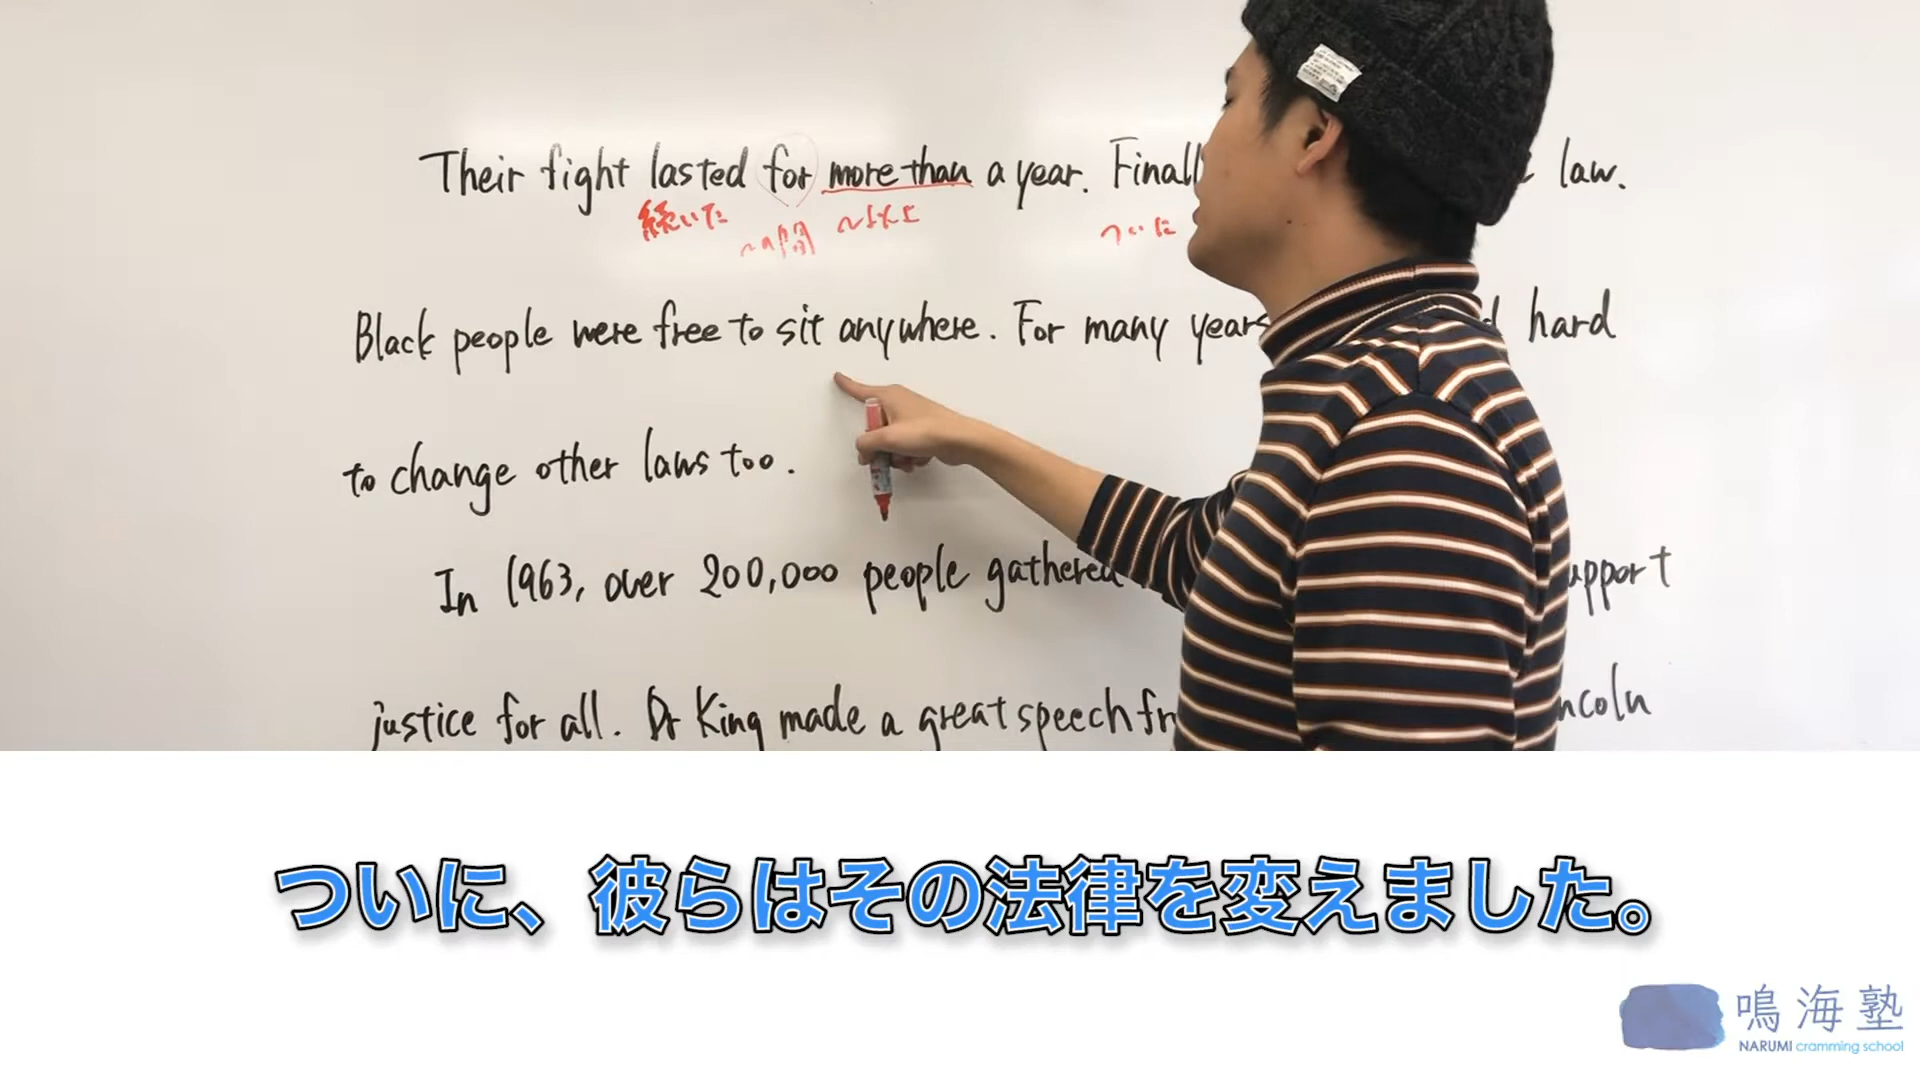 Their fight lasted for more than a year. Finall law.
続いた ～の間 ～以上 ついに
Black people were free to sit anywhere. For many years hard
to change other laws too.
In 1963, over 200,000 people gathered upport
justice for all. Dr King made a great speech fr ncoln
ついに、彼らはその法律を変えました。
鳴海塾
NARUMI cramming school